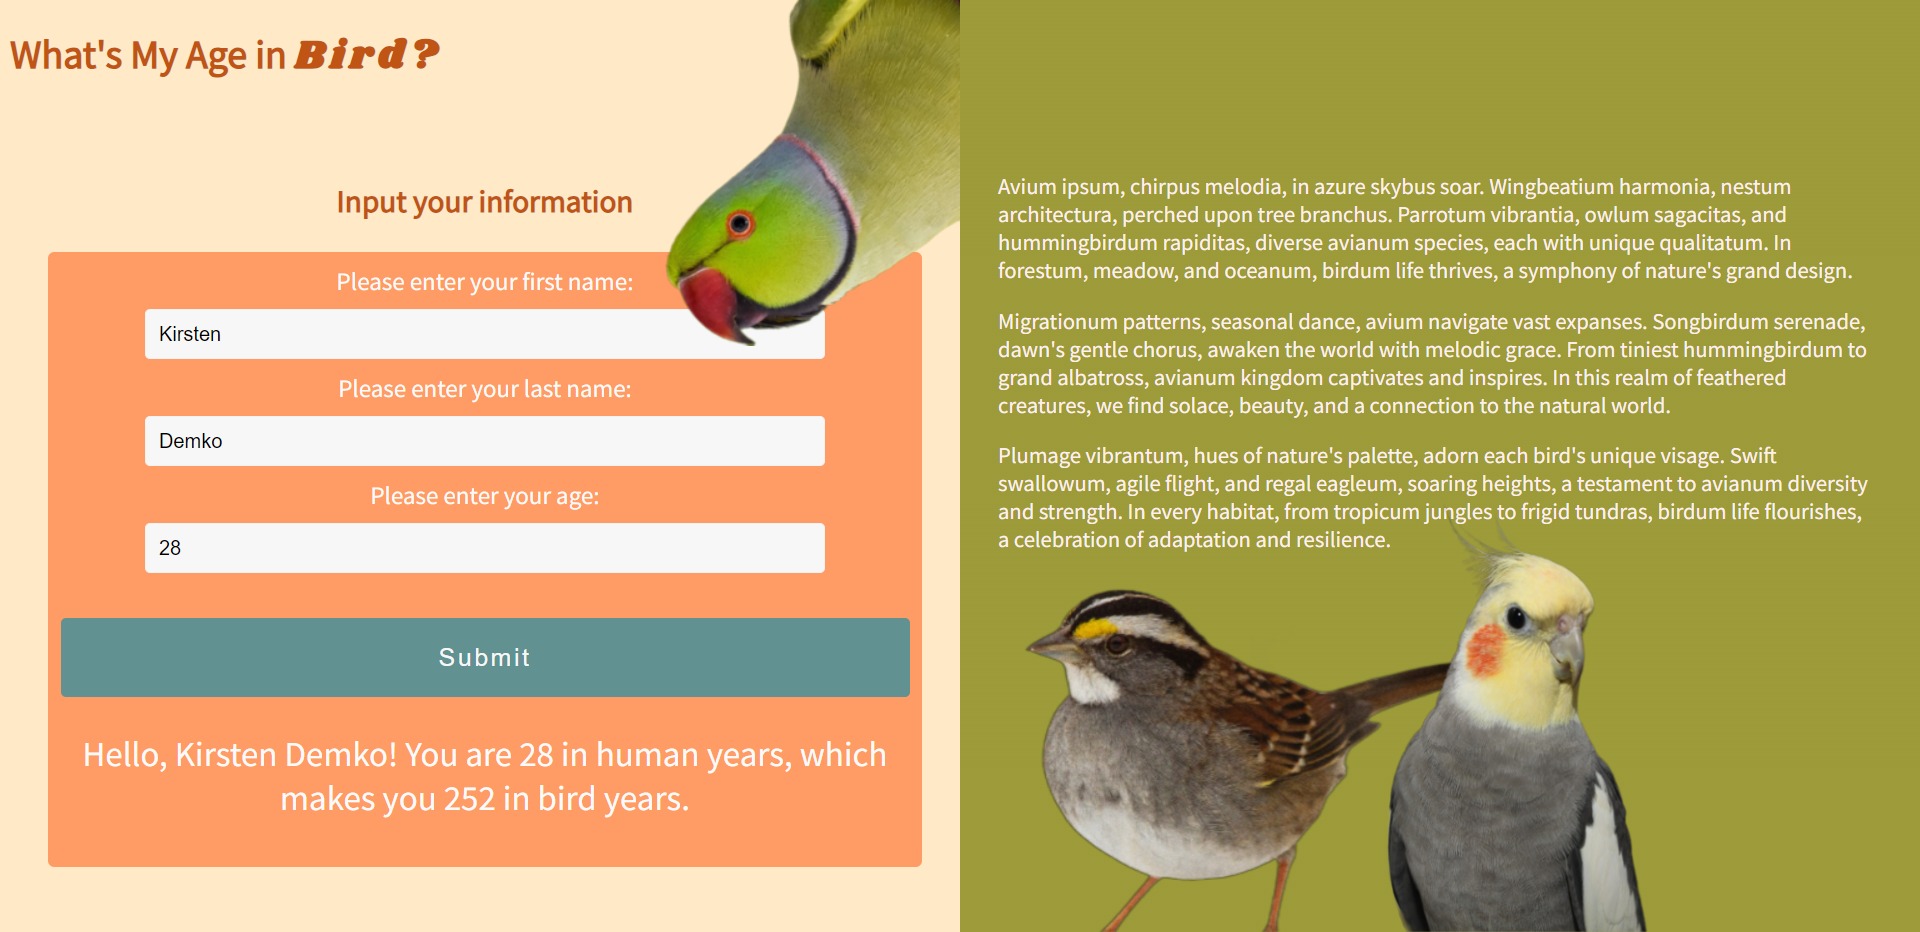 What's My Age in Bird?
Input your information
Please enter your first name:
Kirsten
Please enter your last name:
Demko
Please enter your age:
28
Submit
Hello, Kirsten Demko! You are 28 in human years, which
makes you 252 in bird years.
Avium ipsum, chirpus melodia, in azure skybus soar. Wingbeatium harmonia, nestum
architectura, perched upon tree branchus. Parrotum vibrantia, owlum sagacitas, and
hummingbirdum rapiditas, diverse avianum species, each with unique qualitatum. In
forestum, meadow, and oceanum, birdum life thrives, a symphony of nature's grand design.
Migrationum patterns, seasonal dance, avium navigate vast expanses. Songbirdum serenade,
dawn's gentle chorus, awaken the world with melodic grace. From tiniest hummingbirdum to
grand albatross, avianum kingdom captivates and inspires. In this realm of feathered
creatures, we find solace, beauty, and a connection to the natural world.
Plumage vibrantum, hues of nature's palette, adorn each bird's unique visage. Swift
swallowum, agile flight, and regal eagleum, soaring heights, a testament to avianum diversity
and strength. In every habitat, from tropicum jungles to frigid tundras, birdum life flourishes,
a celebration of adaptation and resilience.